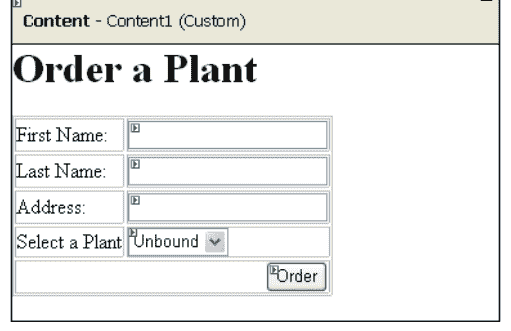 Content - Content1 (Custom)
Order a Plant
First Name:
Last Name:
Address:
Select a Plant Unbound
Order